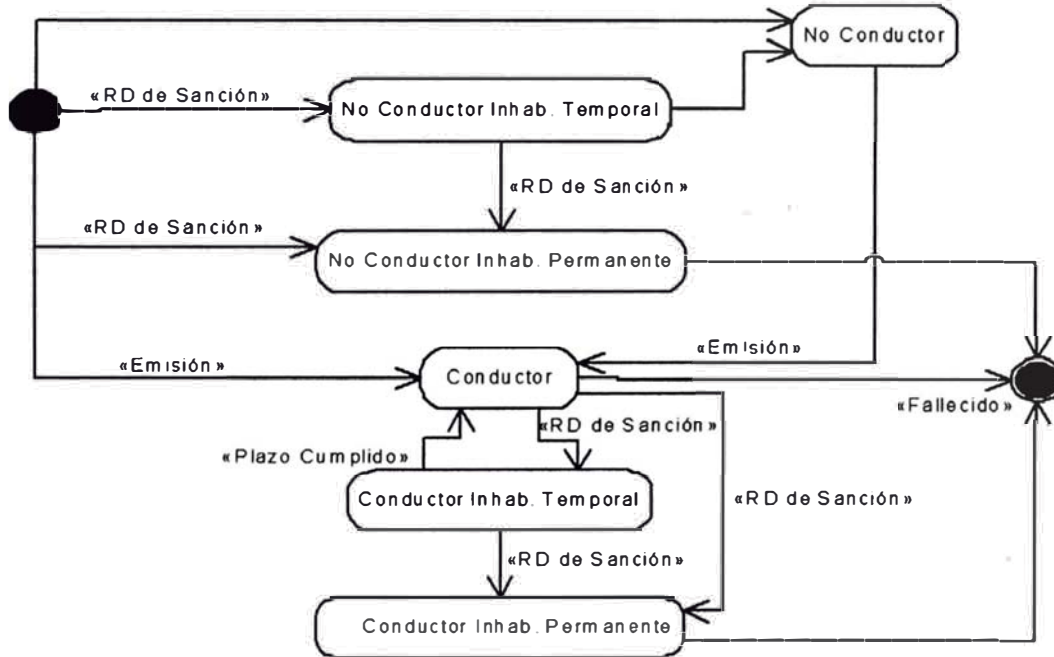 No Conductor
«RD de Sanción»
No Conductor Inhab. Temporal
«RD de Sanción»
«RD de Sanción»
No Conductor Inhab. Permanente
«Emisión»
«Emisión»
Conductor
«Fallecido»
«RD de Sanción»
«Plazo Cumplido»
Conductor Inhab. Temporal
«RD de Sanción»
«RD de Sanción»
Conductor Inhab. Permanente